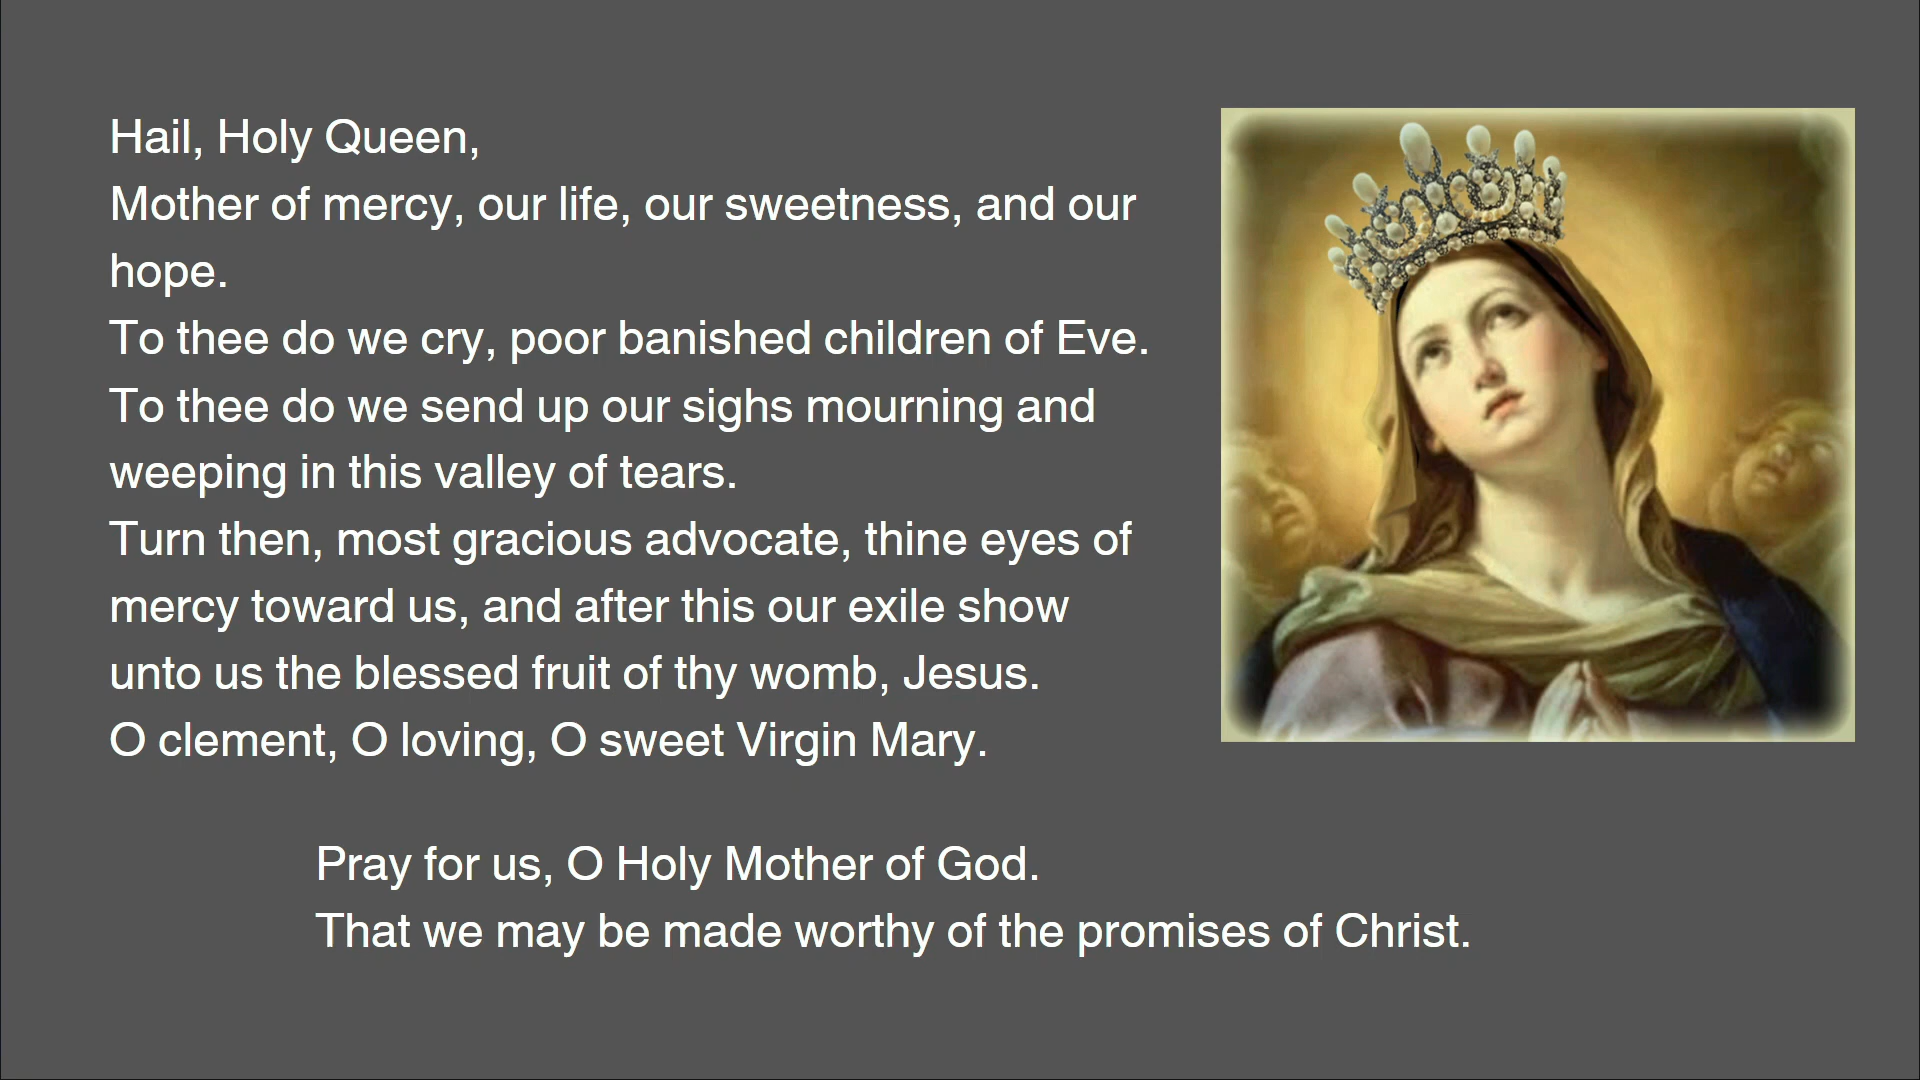 Hail, Holy Queen,
Mother of mercy, our life, our sweetness, and our
hope.
To thee do we cry, poor banished children of Eve.
To thee do we send up our sighs mourning and
weeping in this valley of tears.
Turn then, most gracious advocate, thine eyes of
mercy toward us, and after this our exile show
unto us the blessed fruit of thy womb, Jesus.
O clement, O loving, O sweet Virgin Mary.
Pray for us, O Holy Mother of God.
That we may be made worthy of the promises of Christ.